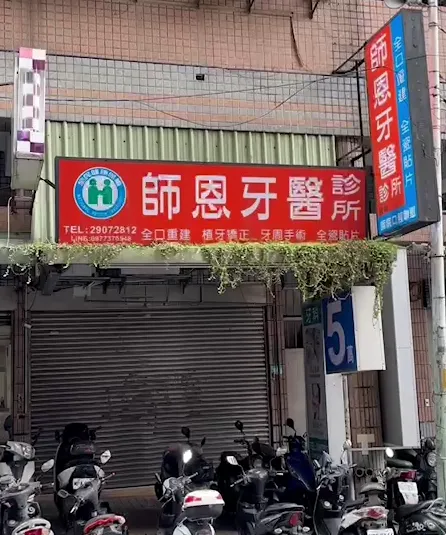 師恩牙醫診所
TEL:29072812
全口重建 植牙矯正 牙周手術 全瓷貼片
師恩牙醫診所
全口重建
全瓷貼片
5
萬